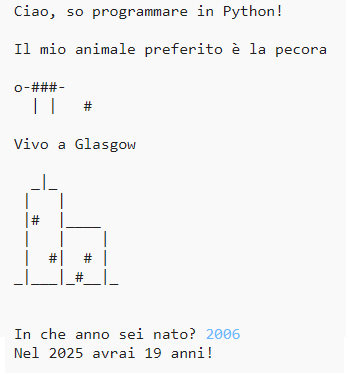 Ciao, so programmare in Python!
Il mio animale preferito è la pecora
o-###-
  | |   #
Vivo a Glasgow
  _|_
 |   |
 |#  |____
 |   |    |
 |  #|  # |
_|___|_#__|_
In che anno sei nato? 2006
Nel 2025 avrai 19 anni!